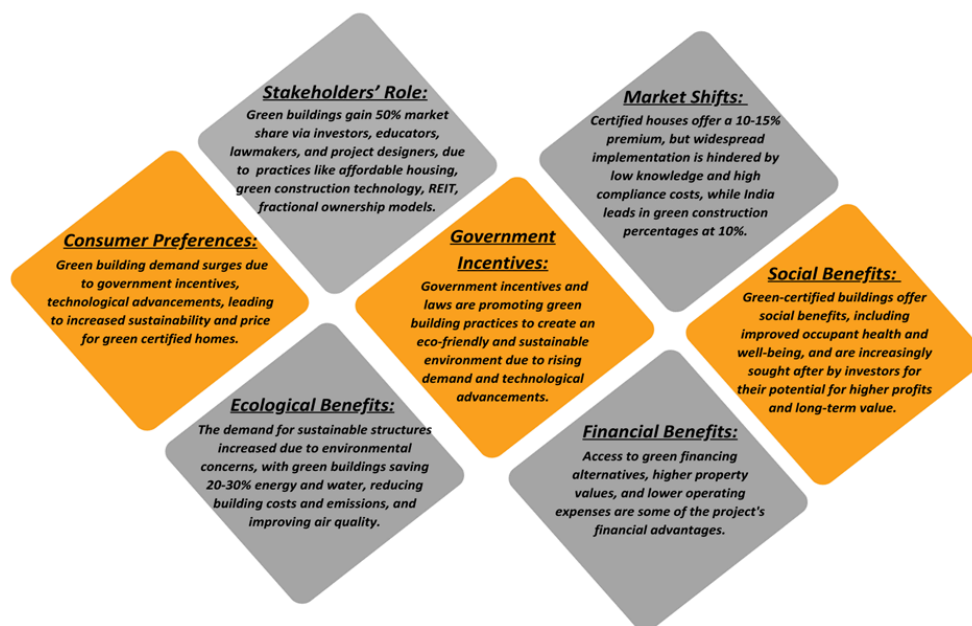 Stakeholders' Role:
Green buildings gain 50% market
share via investors, educators,
lawmakers, and project designers, due
to practices like affordable housing,
green construction technology, REIT,
fractional ownership models.
Market Shifts:
Certified houses offer a 10-15%
premium, but widespread
implementation is hindered by
low knowledge and high
compliance costs, while India
leads in green construction
percentages at 10%.
Consumer Preferences:
Green building demand surges due
to government incentives,
technological advancements, leading
to increased sustainability and price
for green certified homes.
Government
Incentives:
Government incentives and
laws are promoting green
building practices to create an
eco-friendly and sustainable
environment due to rising
demand and technological
advancements.
Social Benefits:
Green-certified buildings offer
social benefits, including
improved occupant health and
well-being, and are increasingly
sought after by investors for
their potential for higher profits
and long-term value.
Ecological Benefits:
The demand for sustainable structures
increased due to environmental
concerns, with green buildings saving
20-30% energy and water, reducing
building costs and emissions, and
improving air quality.
Financial Benefits:
Access to green financing
alternatives, higher property
values, and lower operating
expenses are some of the project's
financial advantages.